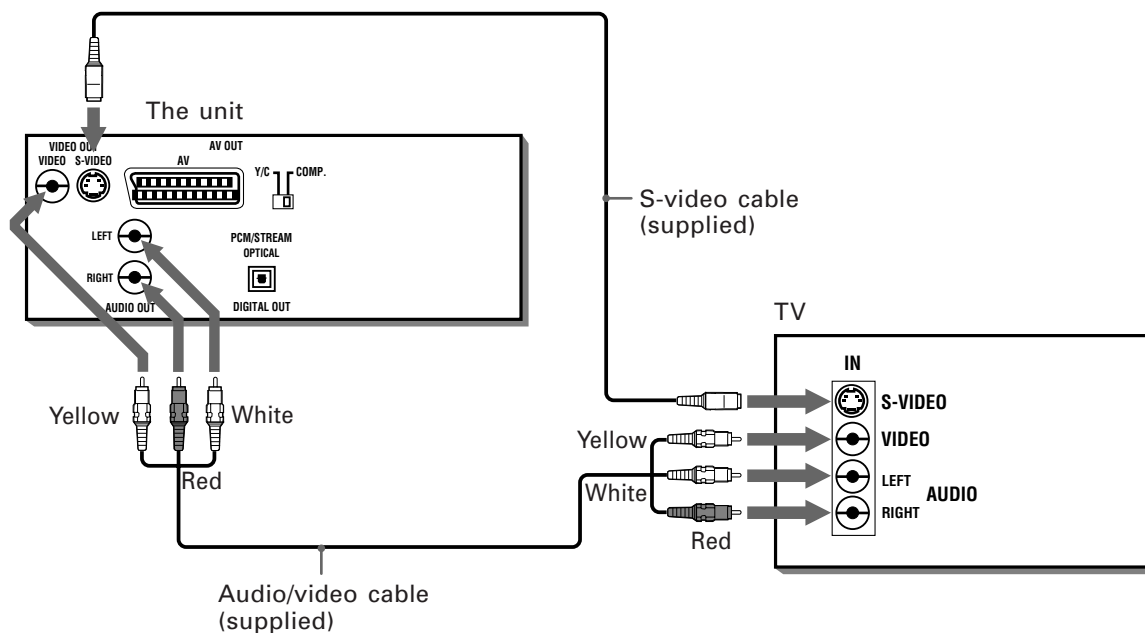 The unit
VIDEO OUT
AV OUT
VIDEO S-VIDEO
AV
Y/C
COMP.
LEFT
RIGHT
AUDIO OUT
PCM/STREAM
OPTICAL
DIGITAL OUT
S-video cable
(supplied)
Yellow
White
Red
TV
IN
S-VIDEO
VIDEO
LEFT
AUDIO
RIGHT
Yellow
White
Red
Audio/video cable
(supplied)